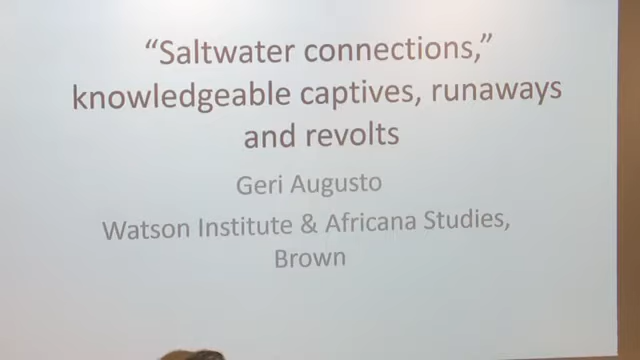 “Saltwater connections,”
knowledgeable captives, runaways
and revolts
Geri Augusto
Watson Institute & Africana Studies,
Brown